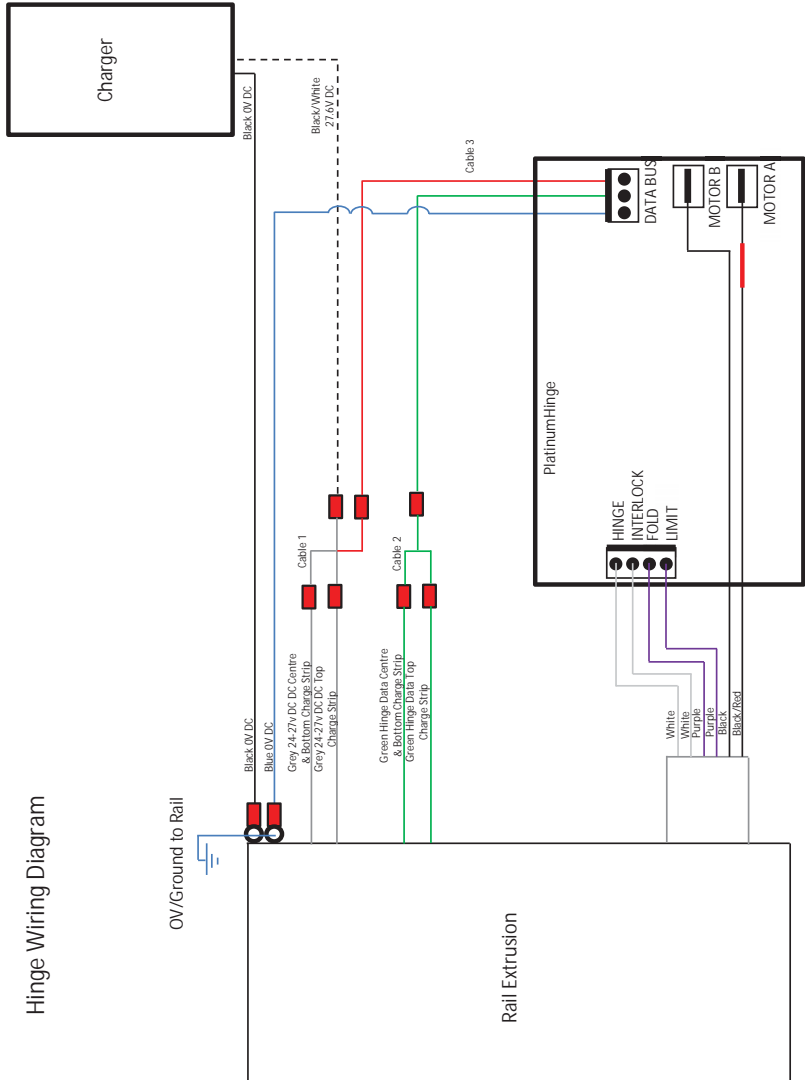 Hinge Wiring Diagram
Charger
Black 0V DC
Black/White
27.6V DC
Cable 3
OV/Ground to Rail
Black 0V DC
Blue 0V DC
Grey 24-27v DC DC Centre
& Bottom Charge Strip
Grey 24-27v DC DC Top
Charge Strip
Cable 1
Green Hinge Data Centre
& Bottom Charge Strip
Green Hinge Data Top
Charge Strip
Cable 2
Rail Extrusion
White
White
Purple
Purple
Black
Black/Red
PlatinumHinge
HINGE
INTERLOCK
FOLD
LIMIT
DATA BUS
MOTOR B
MOTOR A